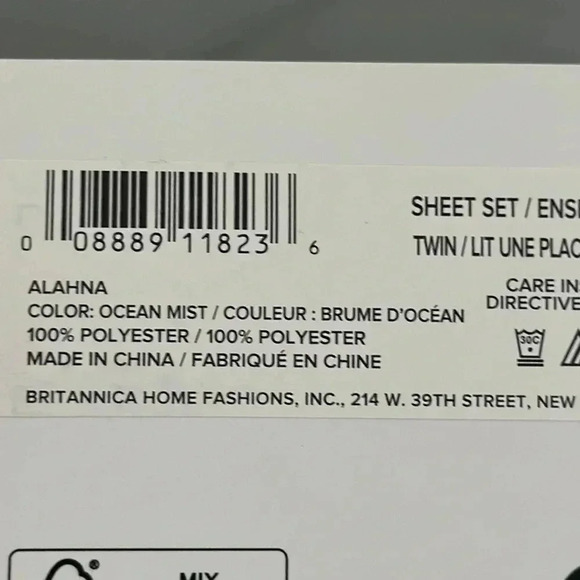 0 08889 11823 6
SHEET SET / ENS
TWIN / LIT UNE PLAC
ALAHNA
COLOR: OCEAN MIST / COULEUR : BRUME D'OCÉAN
100% POLYESTER / 100% POLYESTER
MADE IN CHINA / FABRIQUÉ EN CHINE
CARE IN
DIRECTIVE
30C
BRITANNICA HOME FASHIONS, INC., 214 W. 39TH STREET, NEW
®
MIX